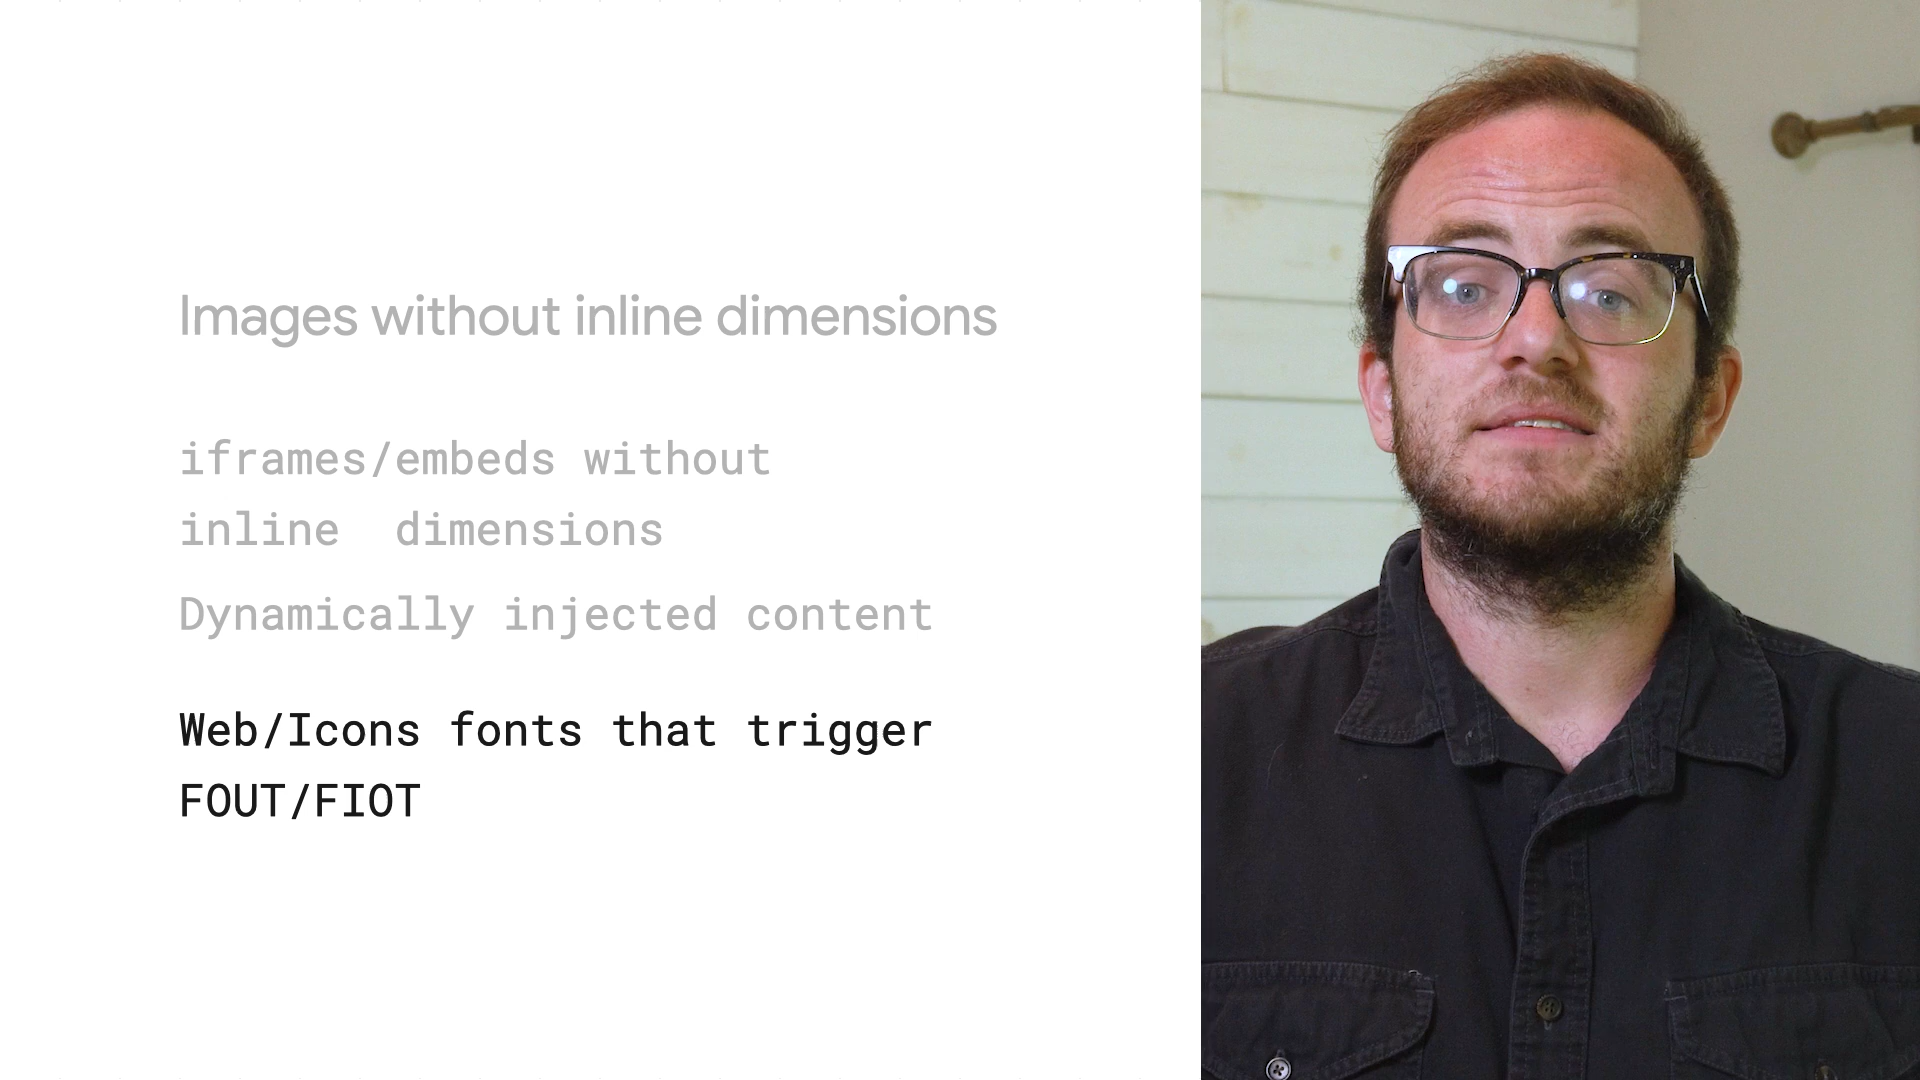 Images without inline dimensions
iframes/embeds without
inline  dimensions
Dynamically injected content
Web/Icons fonts that trigger
FOUT/FIOT